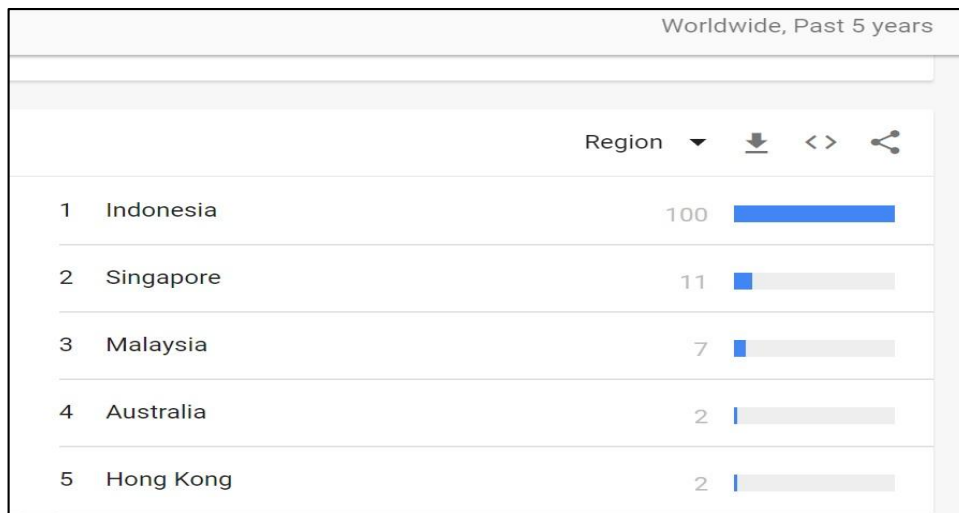 Worldwide, Past 5 years
Region
1 Indonesia 100
2 Singapore 11
3 Malaysia 7
4 Australia 2
5 Hong Kong 2